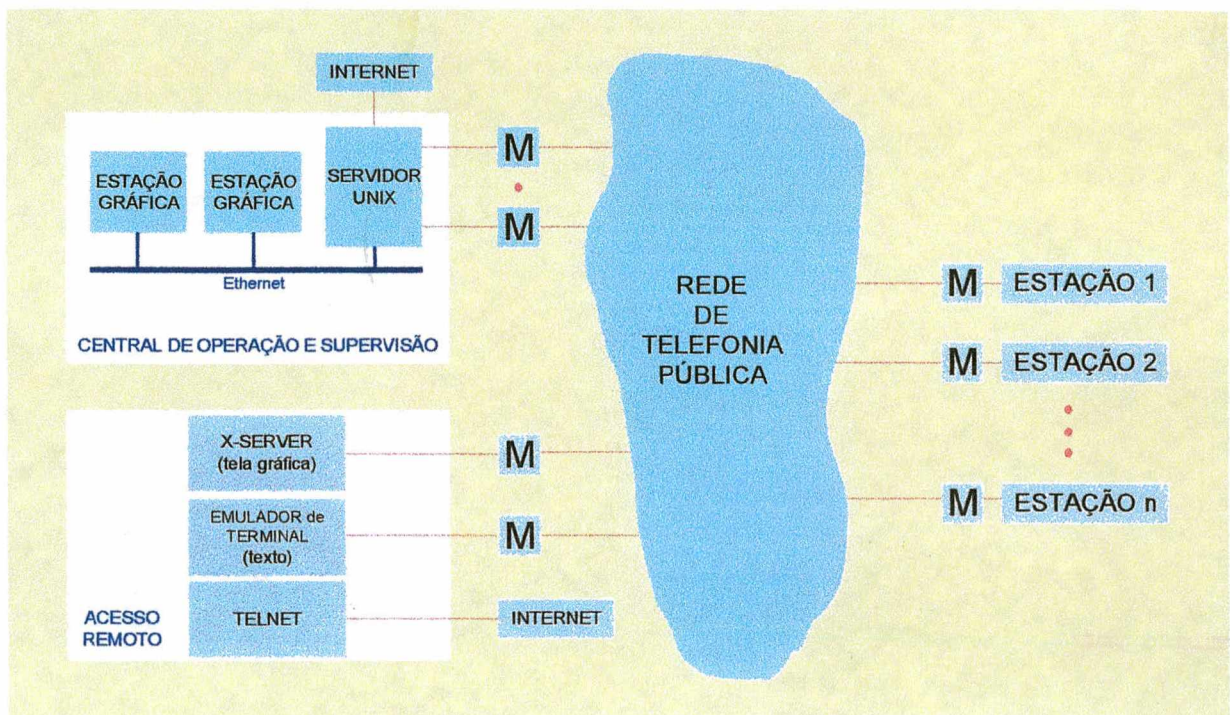 INTERNET
ESTAÇÃO
GRÁFICA
ESTAÇÃO
GRÁFICA
SERVIDOR
UNIX
Ethernet
CENTRAL DE OPERAÇÃO E SUPERVISÃO
M
M
REDE
DE
TELEFONIA
PÚBLICA
M
ESTAÇÃO 1
M
ESTAÇÃO 2
M
ESTAÇÃO n
X-SERVER
(tela gráfica)
M
EMULADOR de
TERMINAL
(texto)
M
TELNET
INTERNET
ACESSO
REMOTO